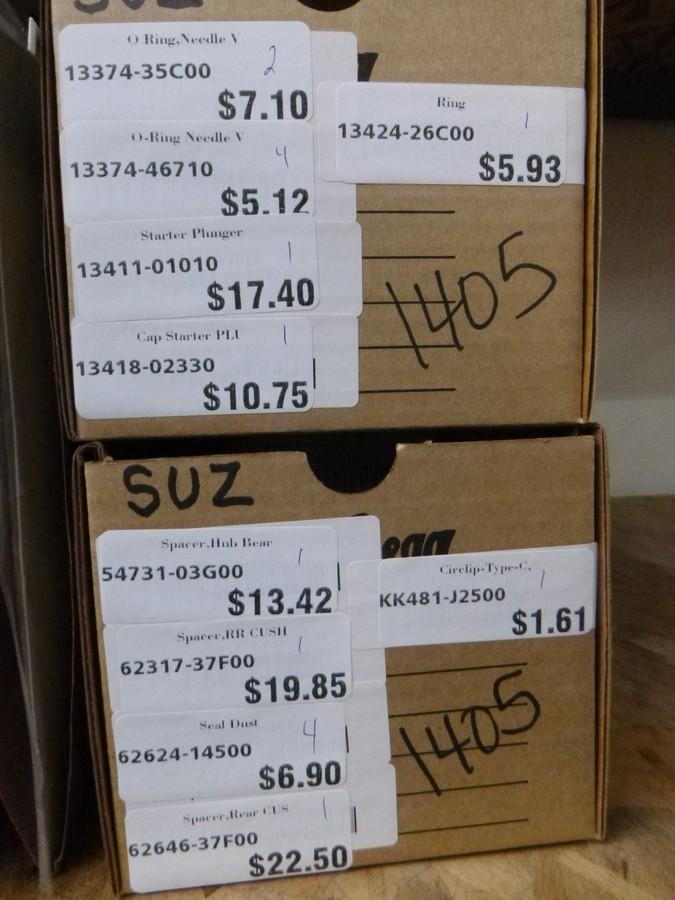 SUZ
O Ring,Needle V
13374-35C00 2
$7.10
Ring
13424-26C00 1
$5.93
O-Ring Needle V
13374-46710 4
$5.12
Starter Plunger
13411-01010 1
$17.40
1405
Cap Starter PLU
13418-02330 1
$10.75
SUZ
Spacer,Hub Bear
54731-03G00 1
$13.42
Circlip-Type-C,
KK481-J2500 1
$1.61
Spacer,RR CUSH
62317-37F00 1
$19.85
Seal Dust
62624-14500 4
$6.90
1405
Spacer,Rear CUS
62646-37F00 1
$22.50